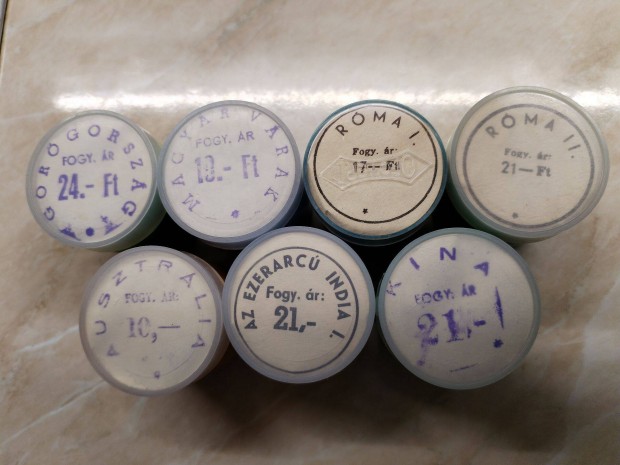 GÖRÖGORSZÁG
FOGY. ÁR
24.- Ft
MAGYAR VÁRAK
FOGY. ÁR
Ft
RÓMA I.
Fogy. ár:
17— Ft
RÓMA II.
Fogy. ár:
21— Ft
AUSZTRÁLIA
FOGY. ÁR:
10,—
AZ EZERARCÚ INDIA I.
Fogy. ár:
21,-
KINA
FOGY. ÁR
21,-